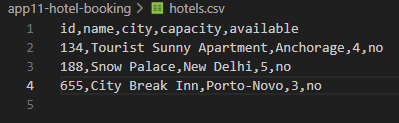 app11-hotel-booking > hotels.csv
1 id,name,city,capacity,available
2 134,Tourist Sunny Apartment,Anchorage,4,no
3 188,Snow Palace,New Delhi,5,no
4 655,City Break Inn,Porto-Novo,3,no
5